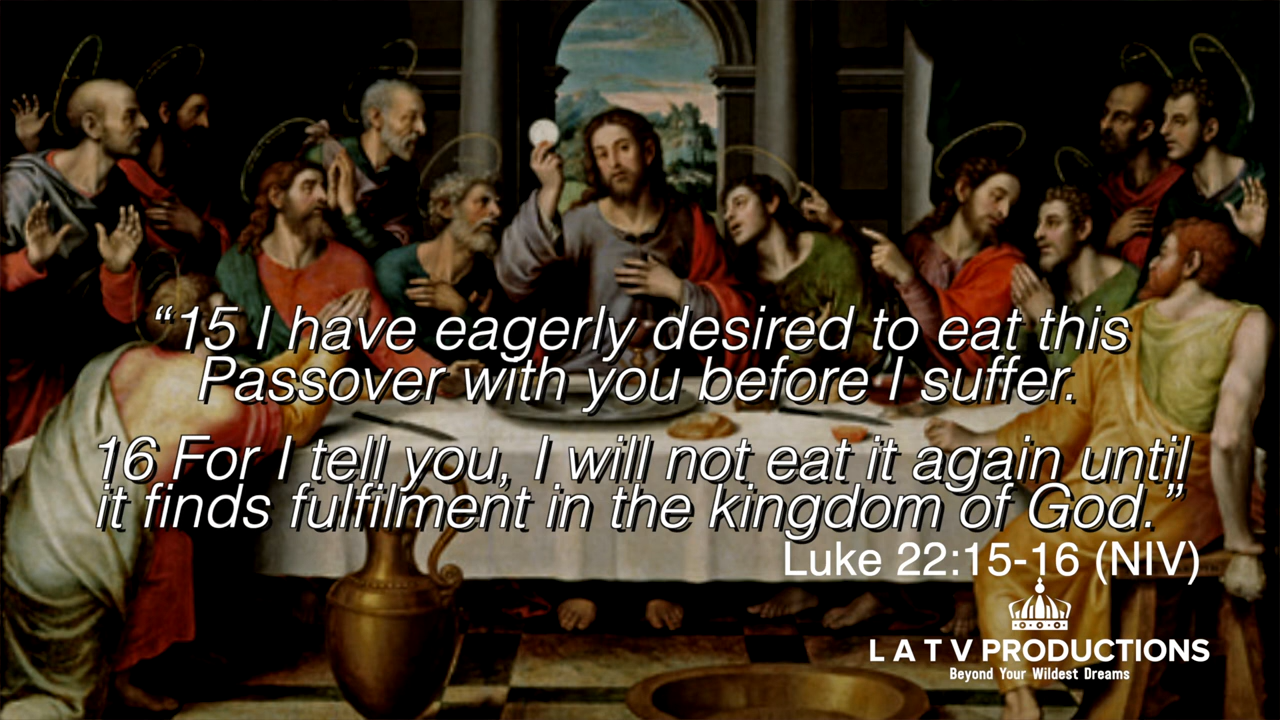 “15 I have eagerly desired to eat this
Passover with you before I suffer.
16 For I tell you, I will not eat it again until
it finds fulfilment in the kingdom of God.”
Luke 22:15-16 (NIV)
L A T V PRODUCTIONS
Beyond Your Wildest Dreams